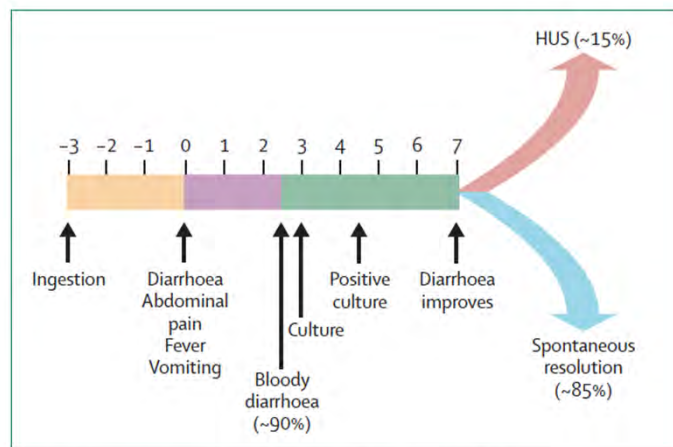 HUS (~15%)
−3 −2 −1 0 1 2 3 4 5 6 7
Ingestion
Diarrhoea
Abdominal
pain
Fever
Vomiting
Bloody
diarrhoea
(~90%)
Culture
Positive
culture
Diarrhoea
improves
Spontaneous
resolution
(~85%)